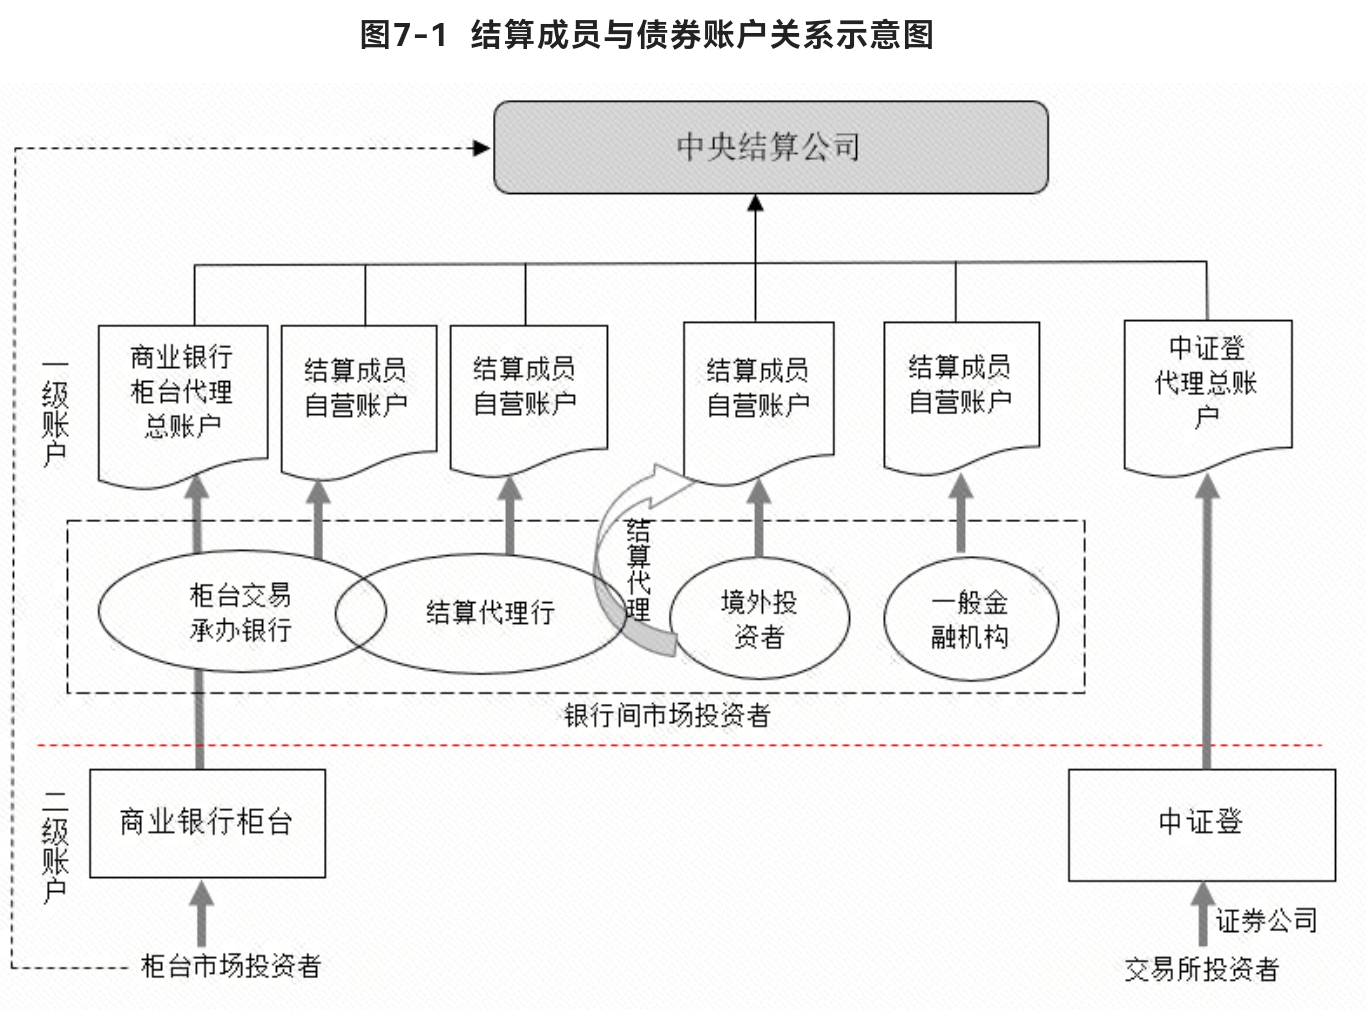 图7-1 结算成员与债券账户关系示意图
中央结算公司
一级账户
商业银行
柜台代理
总账户
结算成员
自营账户
结算成员
自营账户
结算成员
自营账户
结算成员
自营账户
中证登
代理总账
户
柜台交易
承办银行
结算代理行
结算代理
境外投
资者
一般金
融机构
银行间市场投资者
二级账户
商业银行柜台
中证登
证券公司
柜台市场投资者
交易所投资者